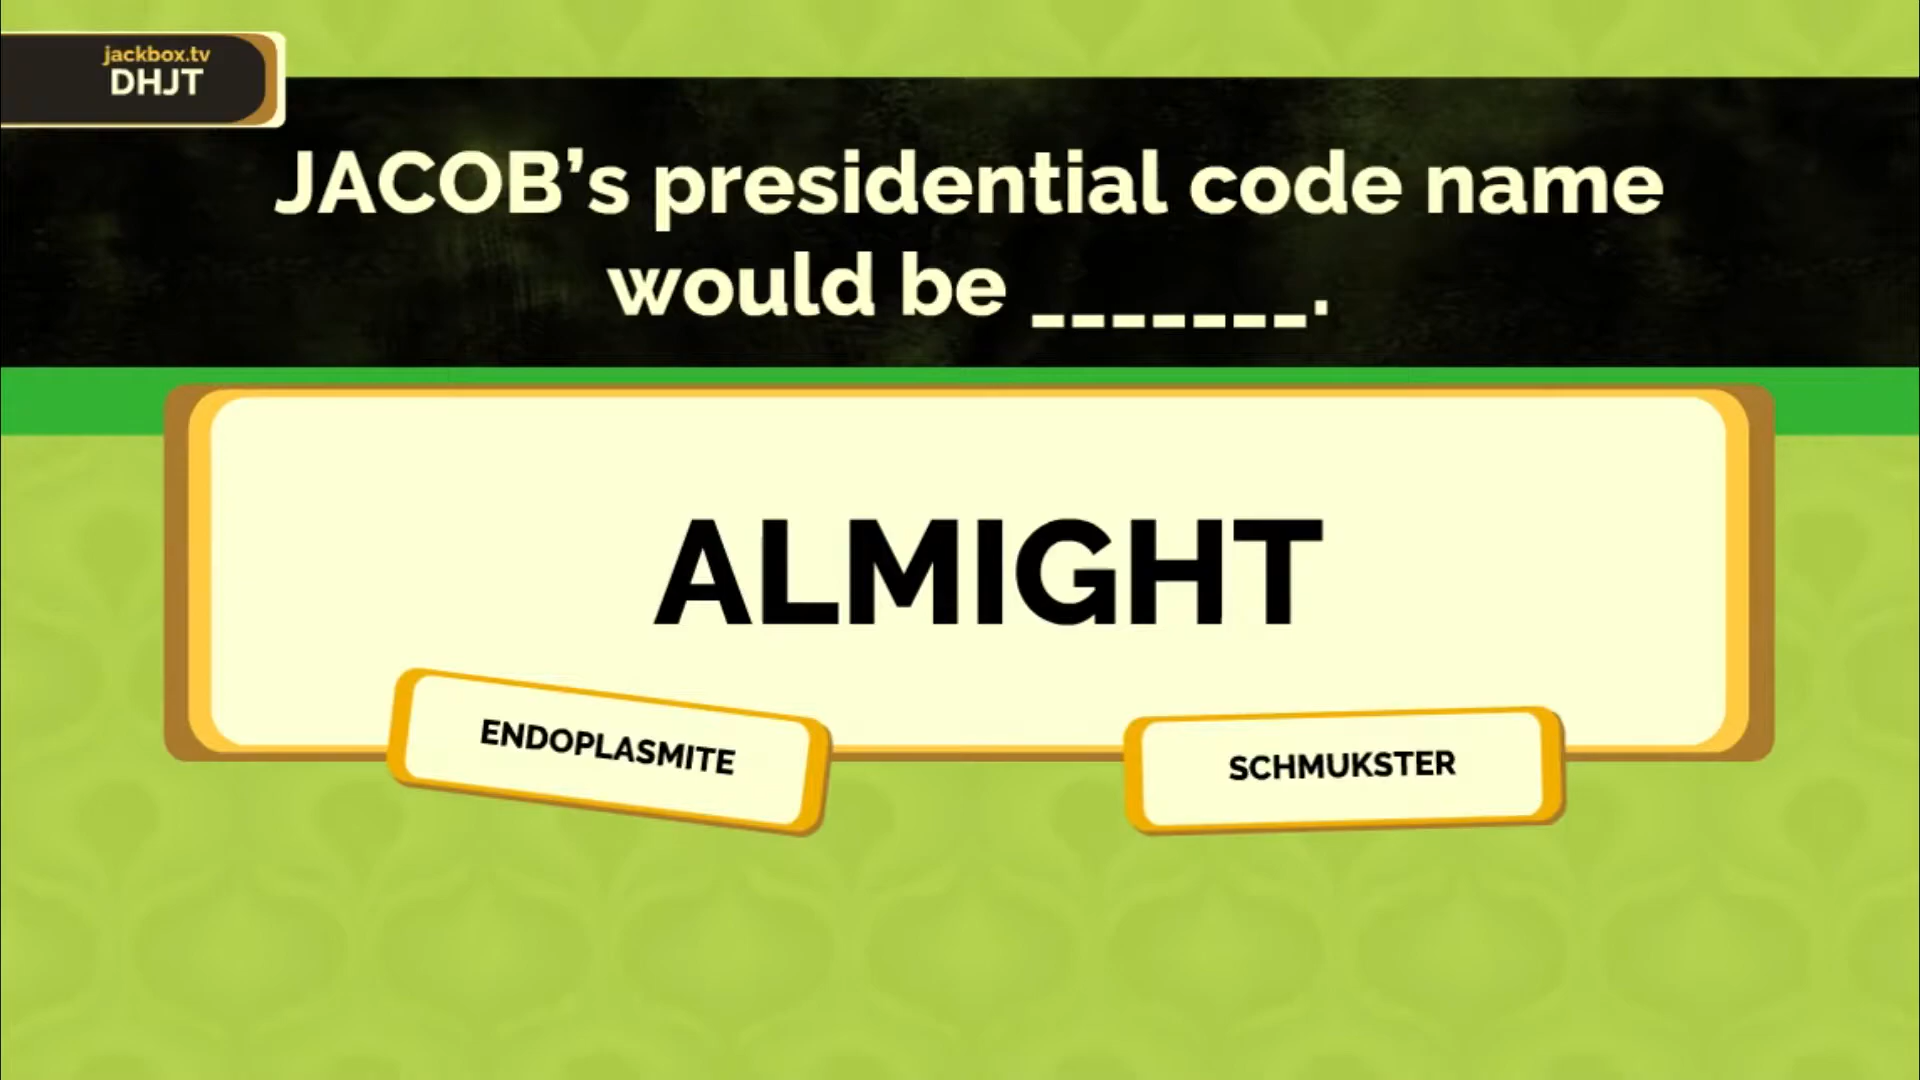 jackbox.tv
DHJT
JACOB’s presidential code name
would be _______.
ALMIGHT
ENDOPLASMITE
SCHMUKSTER